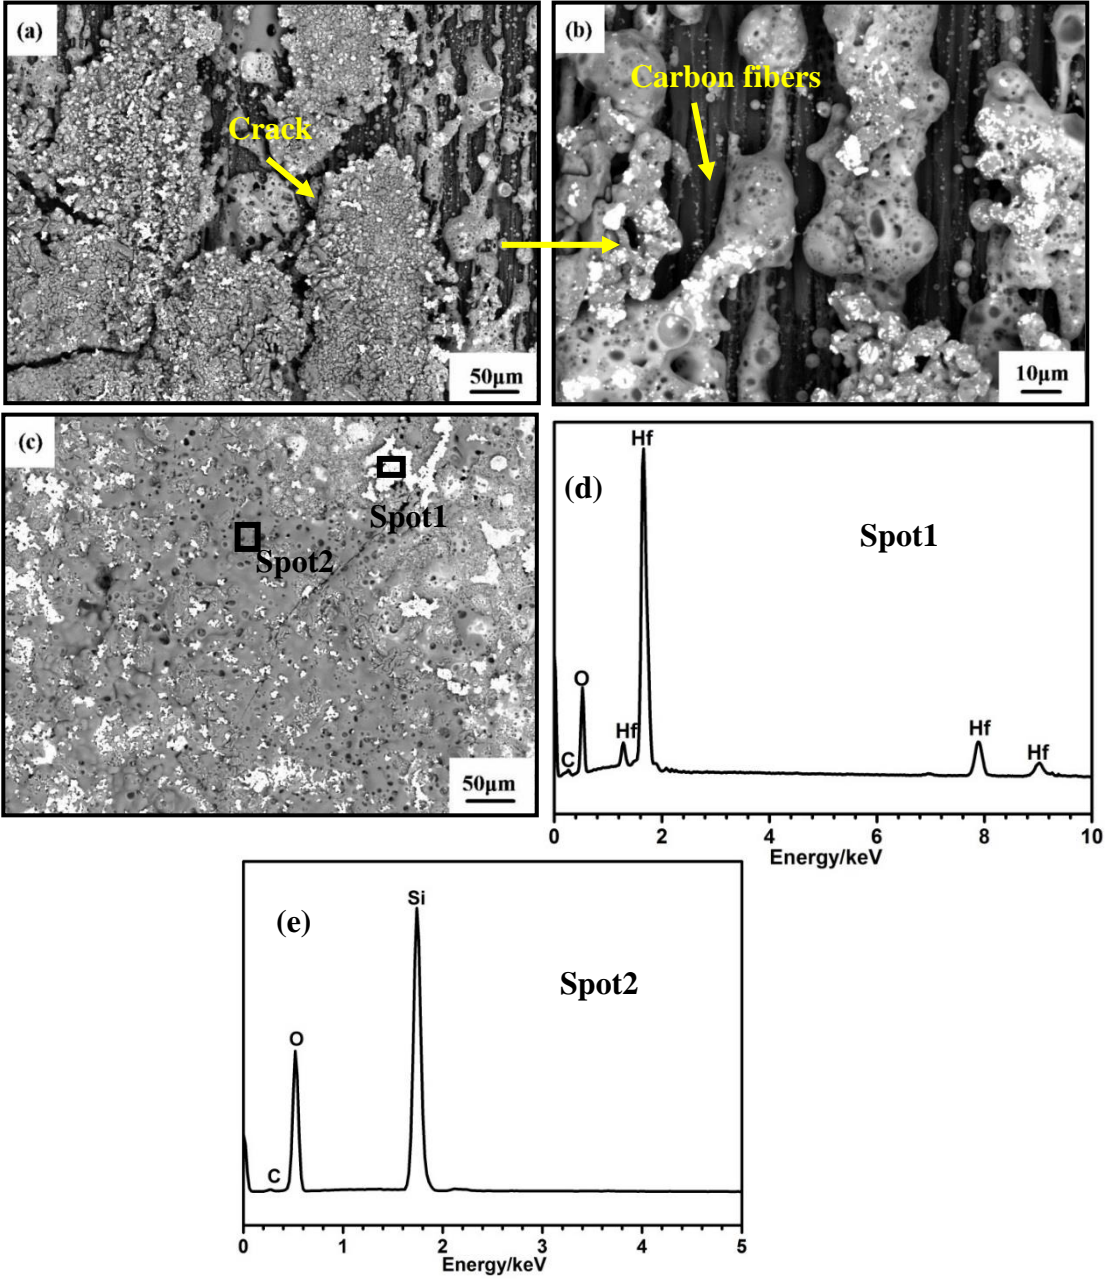 (a)
Crack
50μm
(b)
Carbon fibers
10μm
(c)
Spot1
Spot2
50μm
(d)
Spot1
Hf
O
Hf
C
Hf
Hf
0 2 4 6 8 10
Energy/keV
(e)
Spot2
Si
O
C
0 1 2 3 4 5
Energy/keV